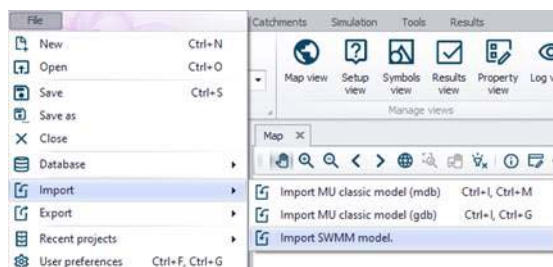 File
Catchments Simulation Tools Results
New Ctrl+N
Open Ctrl+O
Save Ctrl+S
Save as
Close
Database
Import
Export
Recent projects
User preferences Ctrl+F, Ctrl+G
Map view
Setup view
Symbols view
Results view
Property view
Log v
Manage views
Map
Import MU classic model (mdb) Ctrl+I, Ctrl+M
Import MU classic model (gdb) Ctrl+I, Ctrl+G
Import SWMM model.